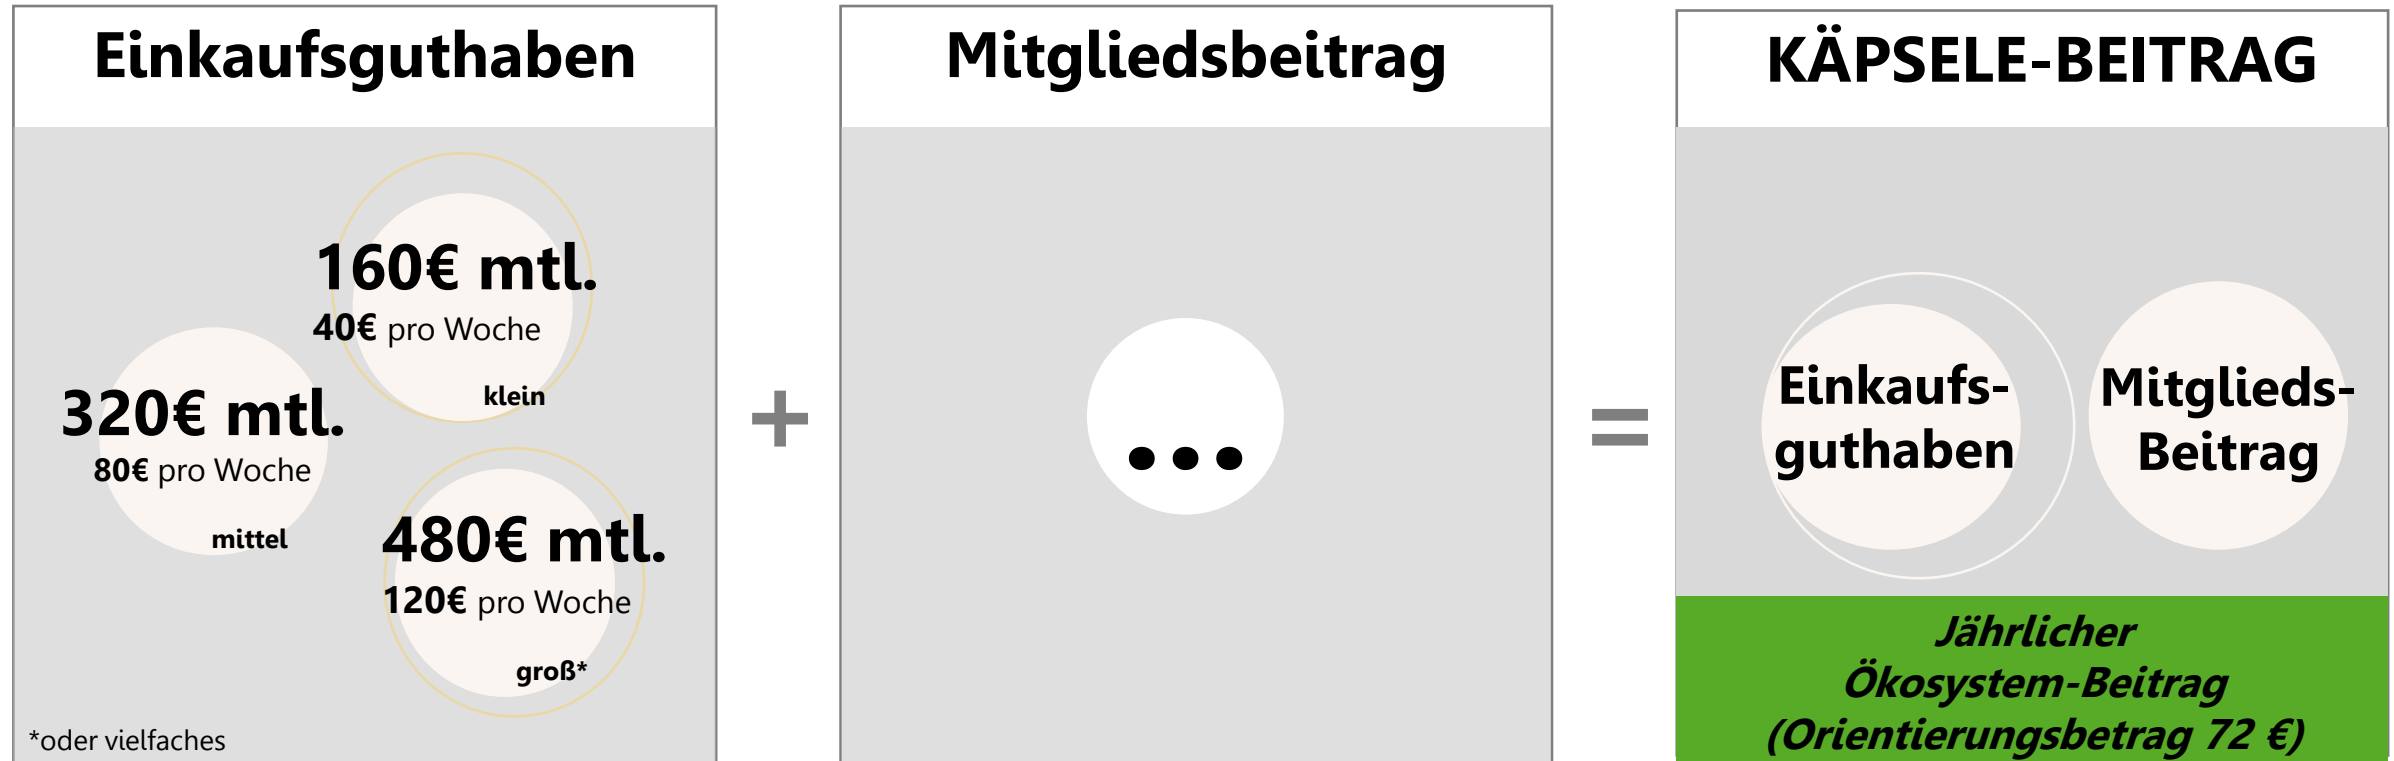 Einkaufsguthaben
160€ mtl.
40€ pro Woche
klein
320€ mtl.
80€ pro Woche
mittel
480€ mtl.
120€ pro Woche
groß*
*oder vielfaches
+
Mitgliedsbeitrag
...
=
KÄPSELE-BEITRAG
Einkaufs-
guthaben
Mitglieds-
Beitrag
Jährlicher
Ökosystem-Beitrag
(Orientierungsbetrag 72 €)